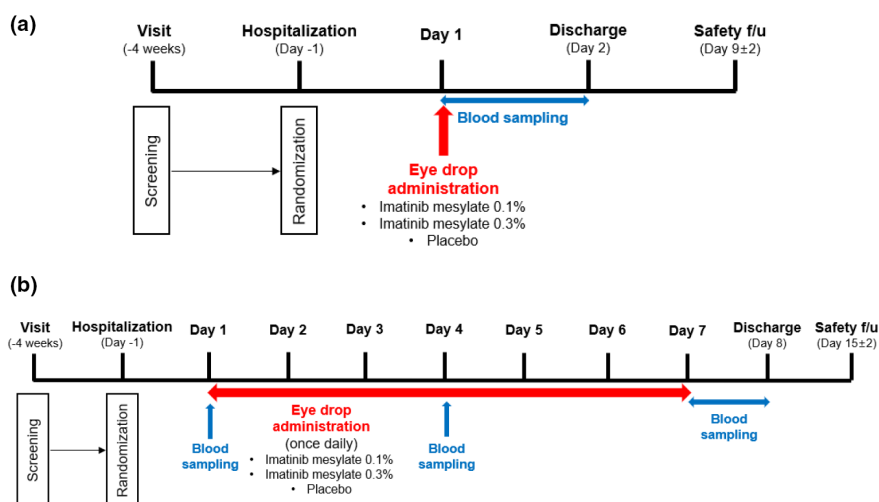 (a)
Visit
(-4 weeks)
Hospitalization
(Day -1)
Day 1
Discharge
(Day 2)
Safety f/u
(Day 9±2)
Screening
Randomization
Blood sampling
Eye drop
administration
• Imatinib mesylate 0.1%
• Imatinib mesylate 0.3%
• Placebo
(b)
Visit
(-4 weeks)
Hospitalization
(Day -1)
Day 1
Day 2
Day 3
Day 4
Day 5
Day 6
Day 7
Discharge
(Day 8)
Safety f/u
(Day 15±2)
Screening
Randomization
Blood
sampling
Eye drop
administration
(once daily)
• Imatinib mesylate 0.1%
• Imatinib mesylate 0.3%
• Placebo
Blood
sampling
Blood
sampling